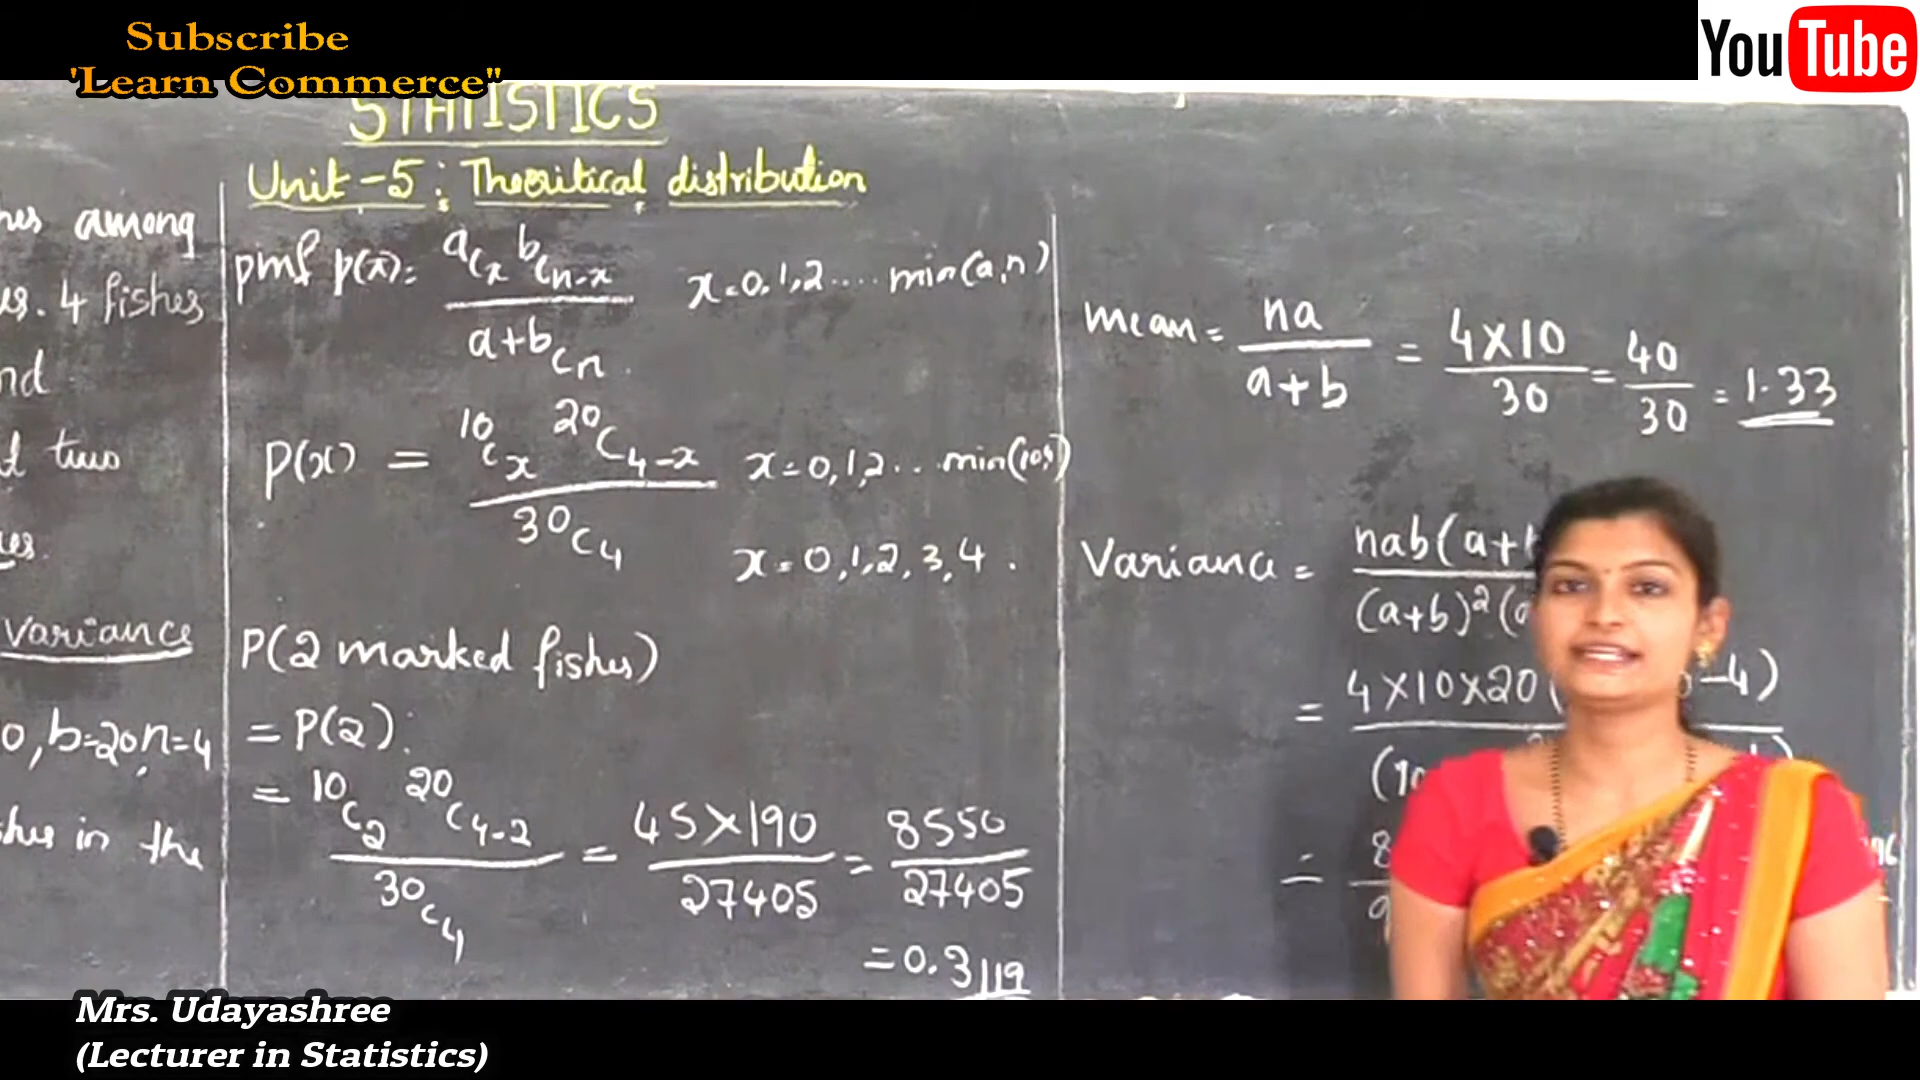 Subscribe
'Learn Commerce"
YouTube
STATISTICS
Unit-5 : Theoritical distribution
among
4 fishes
two
variance
, b=20, n=4
in the
pmf p(x) = aCx bCn-x / a+bCn x=0,1,2.... min(a,n)
P(x) = 10Cx 20C4-x / 30C4 x=0,1,2.. min(10,4)
x=0,1,2,3,4.
P(2 marked fishes)
= P(2).
= 10C2 20C4-2 / 30C4 = 45×190 / 27405 = 8550 / 27405
= 0.3119
mean = na / a+b = 4×10 / 30 = 40 / 30 = 1.33
Variance = nab(a+ / (a+b)²(
= 4×10×20( -4) / (10
= 8
Mrs. Udayashree
(Lecturer in Statistics)